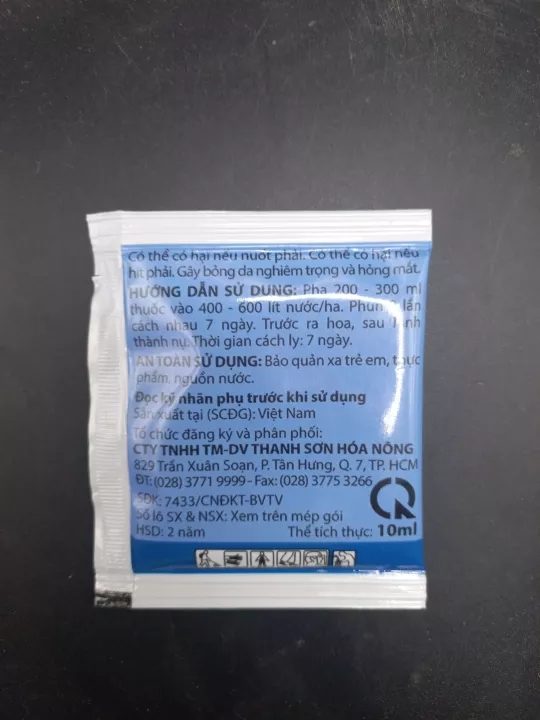 Có thể có hại nếu nuốt phải. Có thể có hại nếu
hít phải. Gây bỏng da nghiêm trọng và hỏng mắt.
HƯỚNG DẪN SỬ DỤNG: Pha 200 - 300 ml
thuốc vào 400 - 600 lít nước/ha. Phun 2 lần
cách nhau 7 ngày. Trước ra hoa, sau hình
thành nụ. Thời gian cách ly: 7 ngày.
AN TOÀN SỬ DỤNG: Bảo quản xa trẻ em, thực
phẩm, nguồn nước.
Đọc kỹ nhãn phụ trước khi sử dụng
Sản xuất tại (SCĐG): Việt Nam
Tổ chức đăng ký và phân phối:
CTY TNHH TM-DV THANH SƠN HÓA NÔNG
829 Trần Xuân Soạn, P. Tân Hưng, Q. 7, TP. HCM
ĐT: (028) 3771 9999 - Fax: (028) 3775 3266
SĐK: 7433/CNĐKT-BVTV
Số lô SX & NSX: Xem trên mép gói
HSD: 2 năm Thể tích thực: 10ml